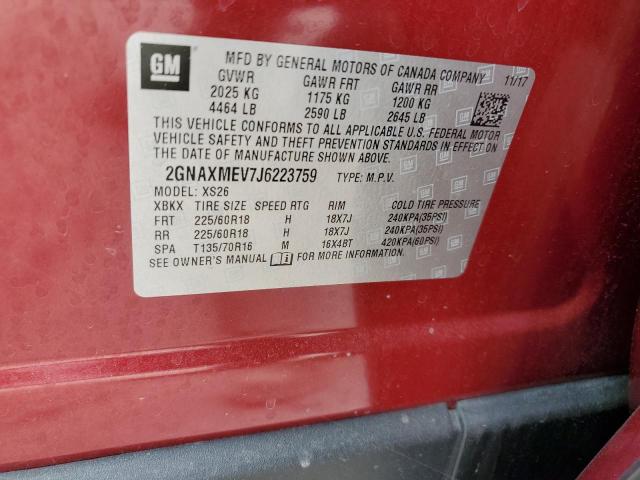 GM
MFD BY GENERAL MOTORS OF CANADA COMPANY 11/17
GVWR GAWR FRT GAWR RR
2025 KG 1175 KG 1200 KG
4464 LB 2590 LB 2645 LB
THIS VEHICLE CONFORMS TO ALL APPLICABLE U.S. FEDERAL MOTOR
VEHICLE SAFETY AND THEFT PREVENTION STANDARDS IN EFFECT ON
THE DATE OF MANUFACTURE SHOWN ABOVE.
2GNAXMEV7J6223759 TYPE: M.P.V.
MODEL: XS26
XBKX TIRE SIZE SPEED RTG RIM COLD TIRE PRESSURE
FRT 225/60R18 H 18X7J 240KPA(35PSI)
RR 225/60R18 H 18X7J 240KPA(35PSI)
SPA T135/70R16 M 16X4BT 420KPA(60PSI)
SEE OWNER'S MANUAL i FOR MORE INFORMATION.